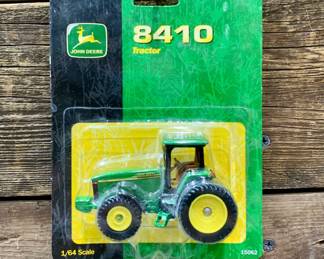 8410
JOHN DEERE
Tractor
1/64 Scale
15062